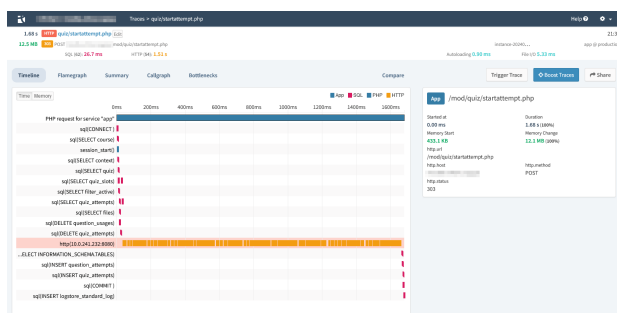 Traces > quiz/startattempt.php
Help
1.68 s HTTP quiz/startattempt.php Edit
21:3
12.5 MB 303 POST mod/quiz/startattempt.php
app @ productio
SQL (62): 26.7 ms HTTP (64): 1.51 s
Autoloading 0.90 ms File I/O 5.33 ms
Timeline Flamegraph Summary Callgraph Bottlenecks Compare
Trigger Trace Boost Traces Share
Time Memory
App SQL PHP HTTP
0ms 200ms 400ms 600ms 800ms 1000ms 1200ms 1400ms 1600ms
PHP request for service "app"
sql(CONNECT )
sql(SELECT course)
session_start()
sql(SELECT context)
sql(SELECT quiz)
sql(SELECT quiz_slots)
sql(SELECT filter_active)
sql(SELECT quiz_attempts)
sql(SELECT files)
sql(DELETE question_usages)
sql(DELETE quiz_attempts)
http(10.0.241.232:8080)
...ELECT INFORMATION_SCHEMA.TABLES)
sql(INSERT question_attempts)
sql(INSERT quiz_attempts)
sql(COMMIT )
sql(INSERT logstore_standard_log)
App /mod/quiz/startattempt.php
Started at Duration
0.00 ms 1.68 s (100%)
Memory Start Memory Change
433.1 KB 12.1 MB (100%)
http.url
/mod/quiz/startattempt.php
http.host http.method
POST
http.status
303